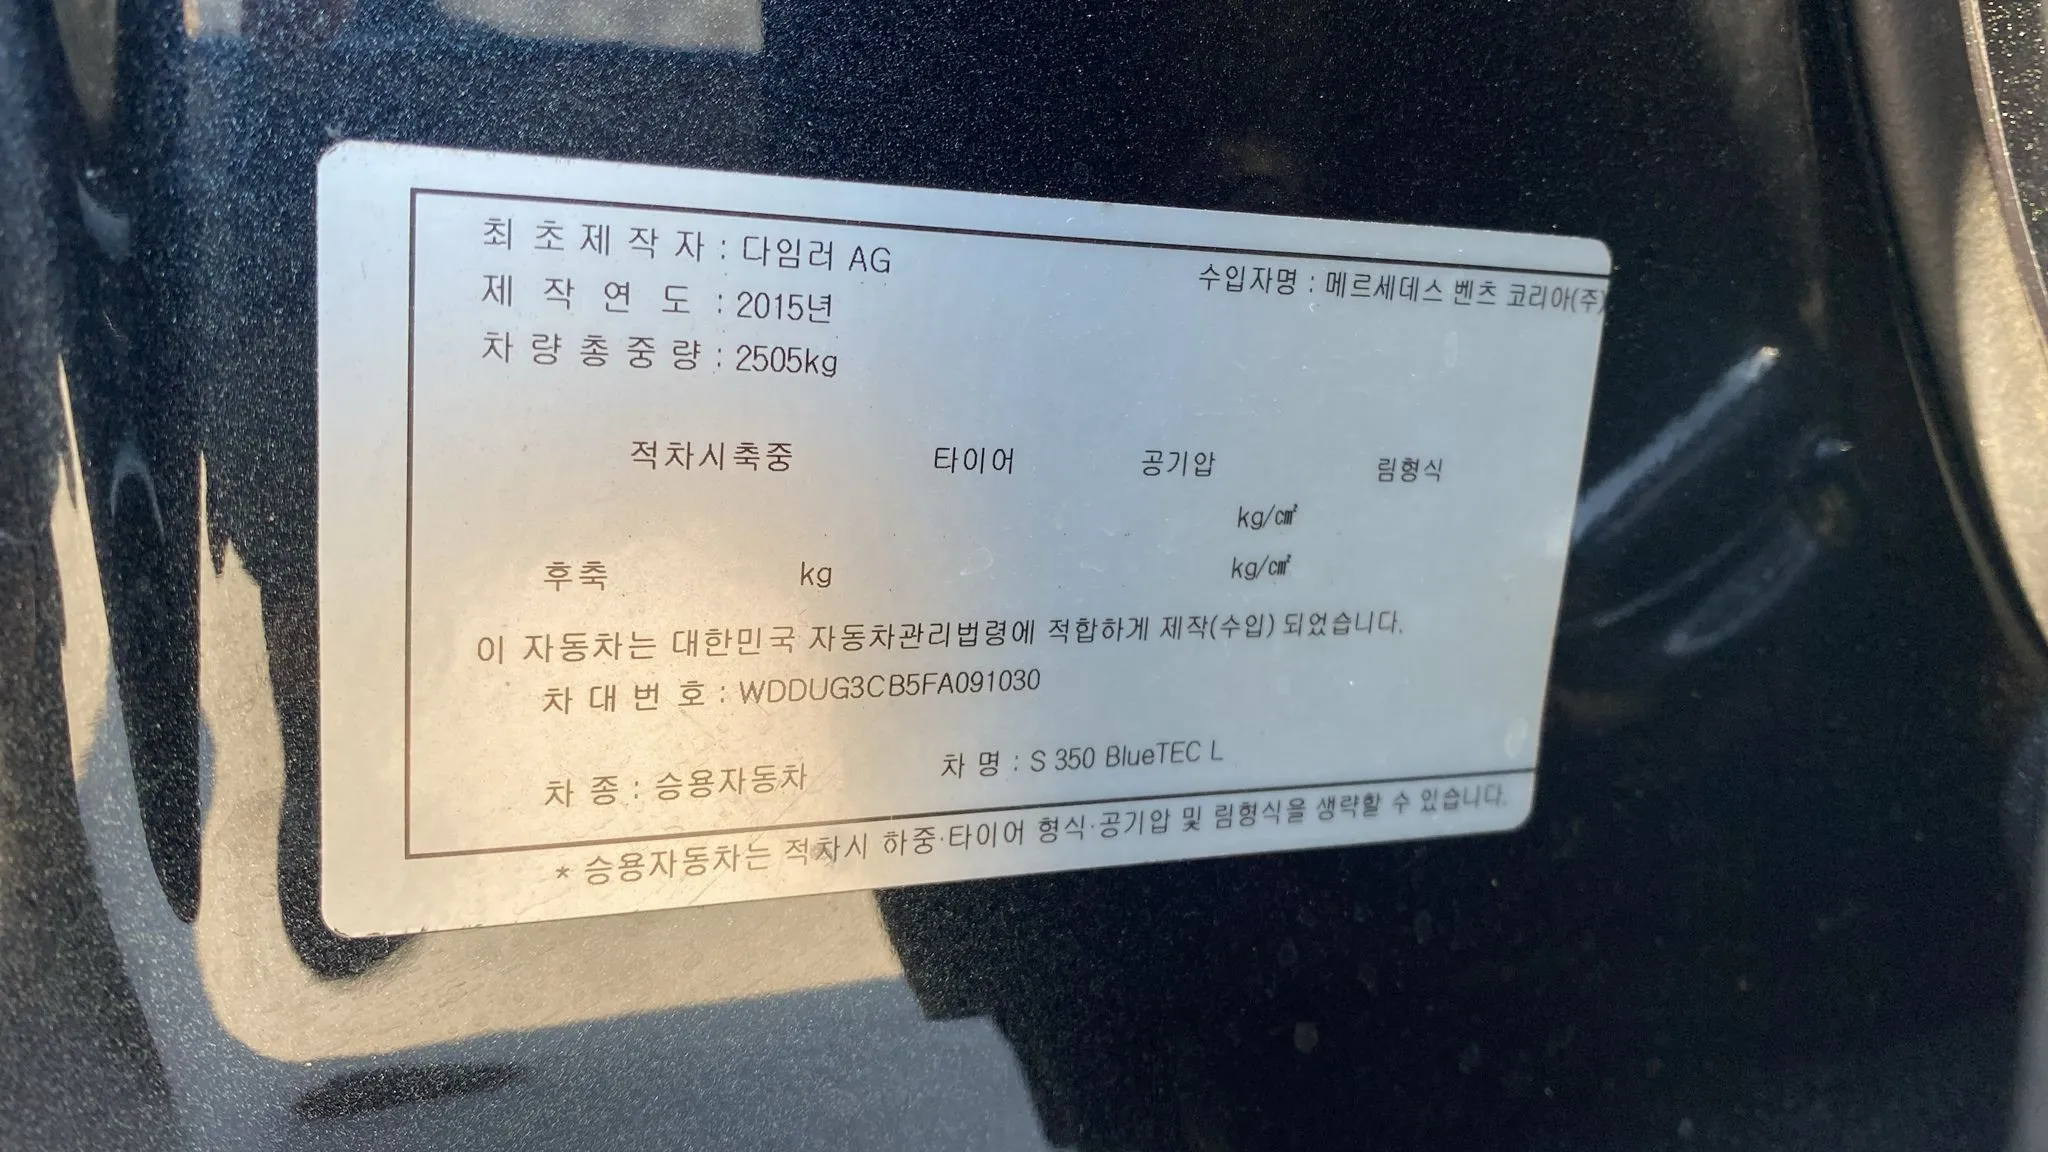 최초제작자 : 다임러 AG
수입자명 : 메르세데스 벤츠 코리아(주)
제작연도 : 2015년
차량총중량 : 2505kg
적차시축중 타이어 공기압 림형식
kg/㎠
후축 kg kg/㎠
이 자동차는 대한민국 자동차관리법령에 적합하게 제작(수입) 되었습니다.
차대번호 : WDDUG3CB5FA091030
차종 : 승용자동차 차명 : S 350 BlueTEC L
* 승용자동차는 적차시 하중·타이어 형식·공기압 및 림형식을 생략할 수 있습니다.